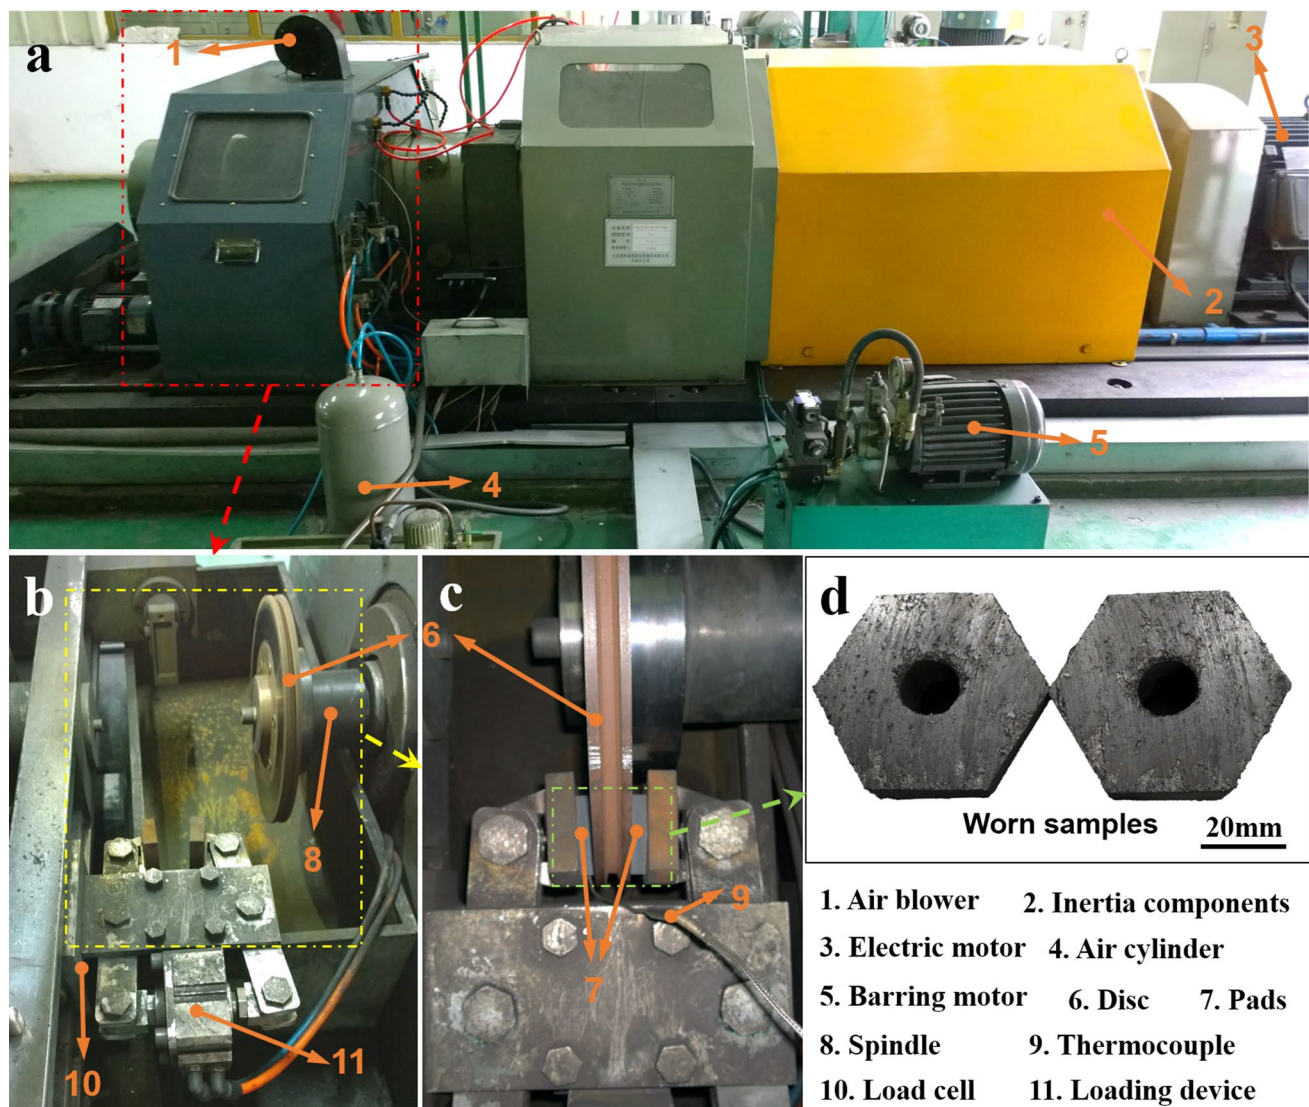 a
1
3
2
5
4
b
c
d
6
8
9
7
10
11
Worn samples
20mm
1. Air blower 2. Inertia components
3. Electric motor 4. Air cylinder
5. Barring motor 6. Disc 7. Pads
8. Spindle 9. Thermocouple
10. Load cell 11. Loading device